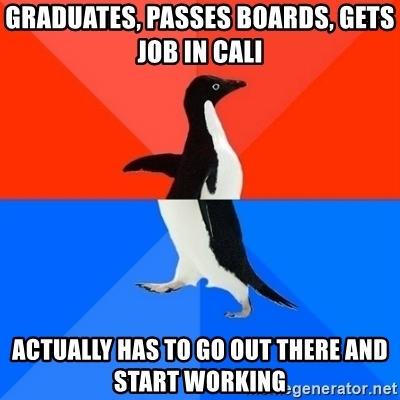 GRADUATES, PASSES BOARDS, GETS
JOB IN CALI
ACTUALLY HAS TO GO OUT THERE AND
START WORKING